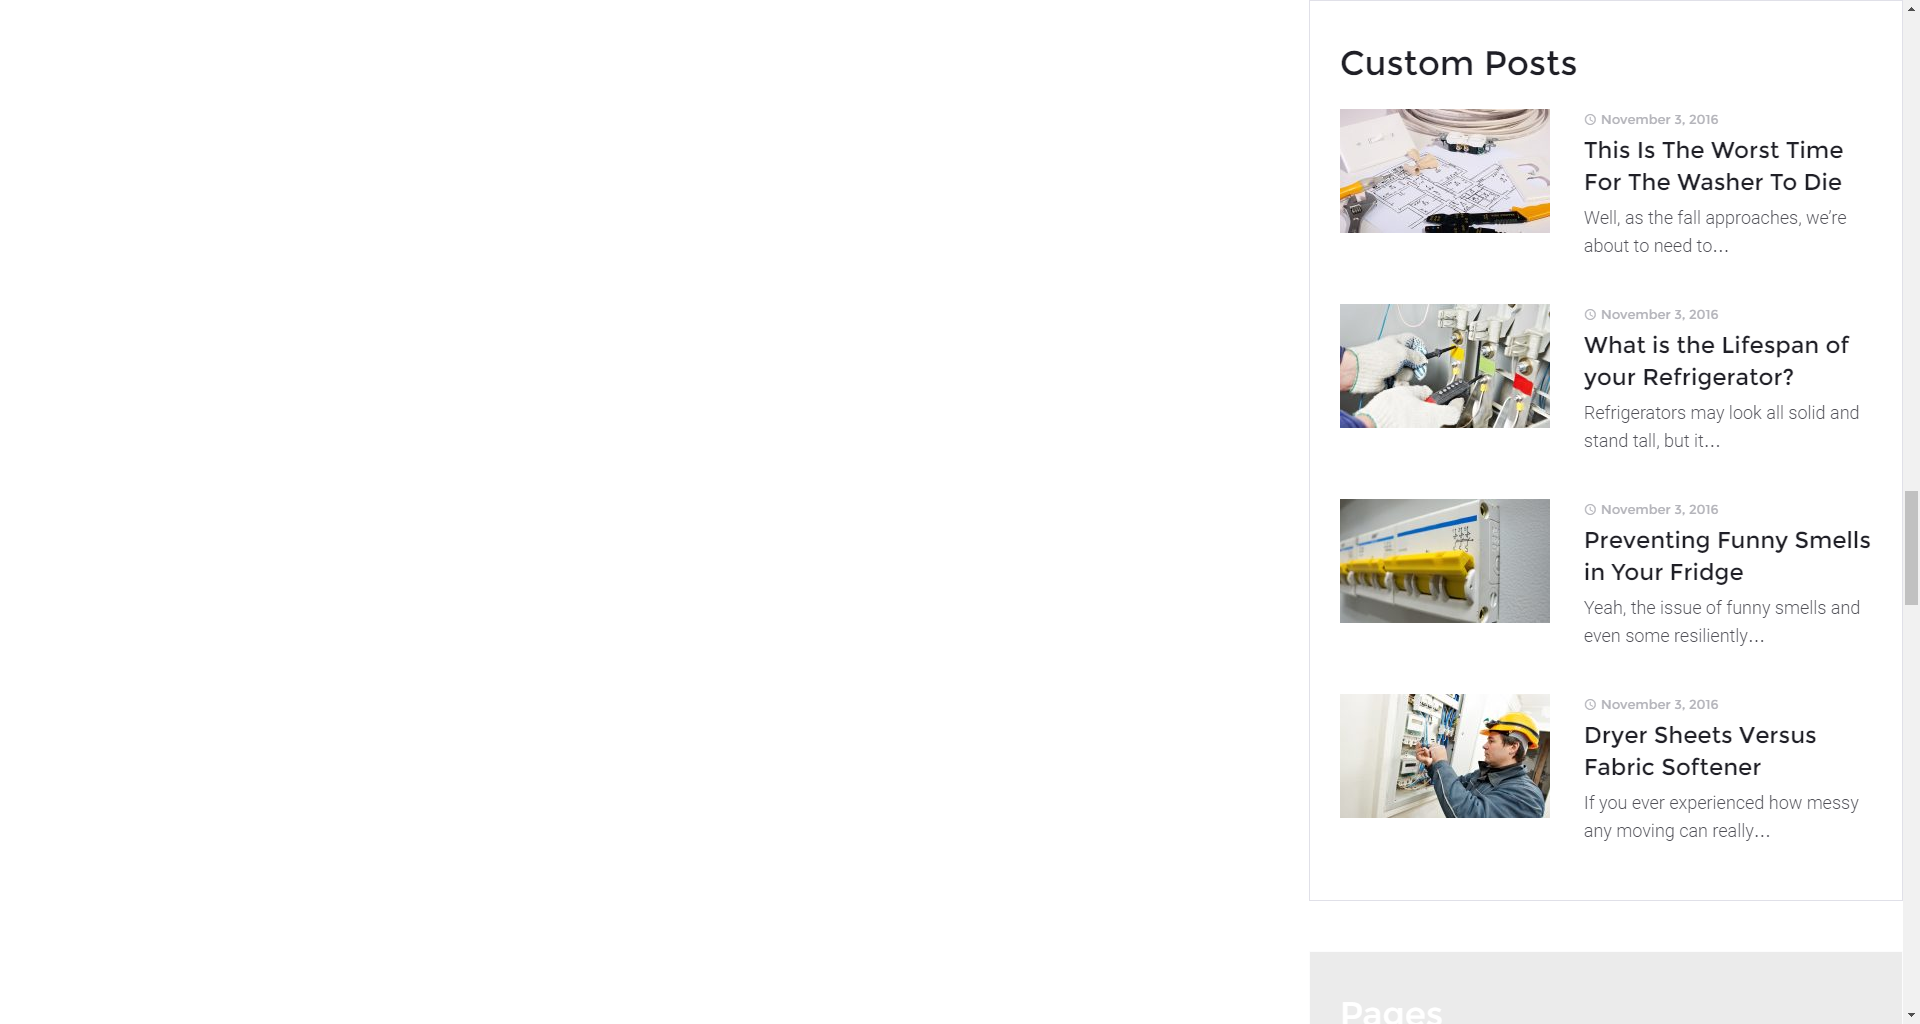 Custom Posts
November 3, 2016
This Is The Worst Time
For The Washer To Die
Well, as the fall approaches, we’re
about to need to…
November 3, 2016
What is the Lifespan of
your Refrigerator?
Refrigerators may look all solid and
stand tall, but it…
November 3, 2016
Preventing Funny Smells
in Your Fridge
Yeah, the issue of funny smells and
even some resiliently…
November 3, 2016
Dryer Sheets Versus
Fabric Softener
If you ever experienced how messy
any moving can really…
Pages